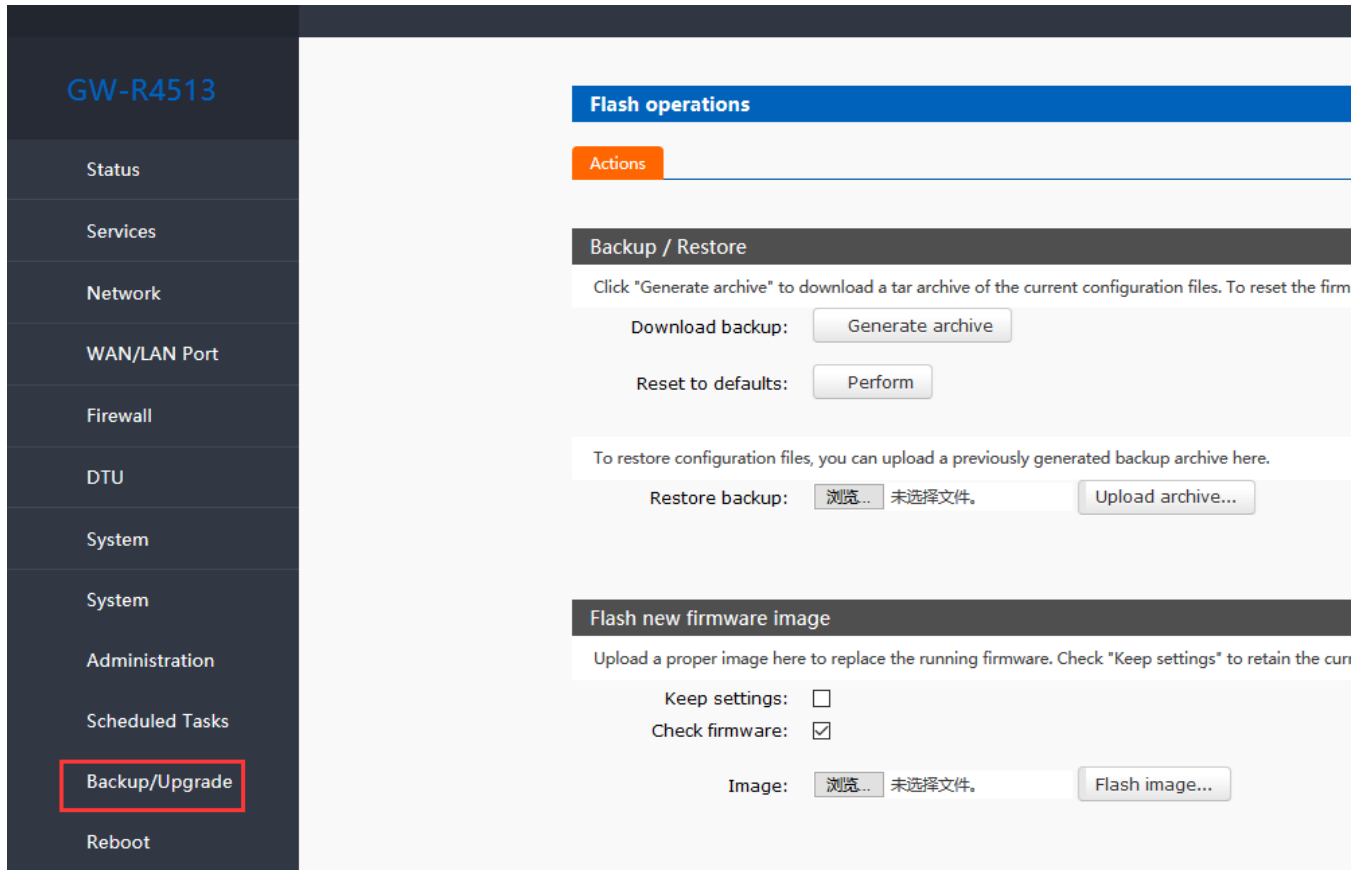 GW-R4513
Status
Services
Network
WAN/LAN Port
Firewall
DTU
System
System
Administration
Scheduled Tasks
Backup/Upgrade
Reboot
Flash operations
Actions
Backup / Restore
Click "Generate archive" to download a tar archive of the current configuration files. To reset the firm
Download backup: Generate archive
Reset to defaults: Perform
To restore configuration files, you can upload a previously generated backup archive here.
Restore backup: 浏览... 未选择文件。 Upload archive...
Flash new firmware image
Upload a proper image here to replace the running firmware. Check "Keep settings" to retain the curr
Keep settings:
Check firmware:
Image: 浏览... 未选择文件。 Flash image...